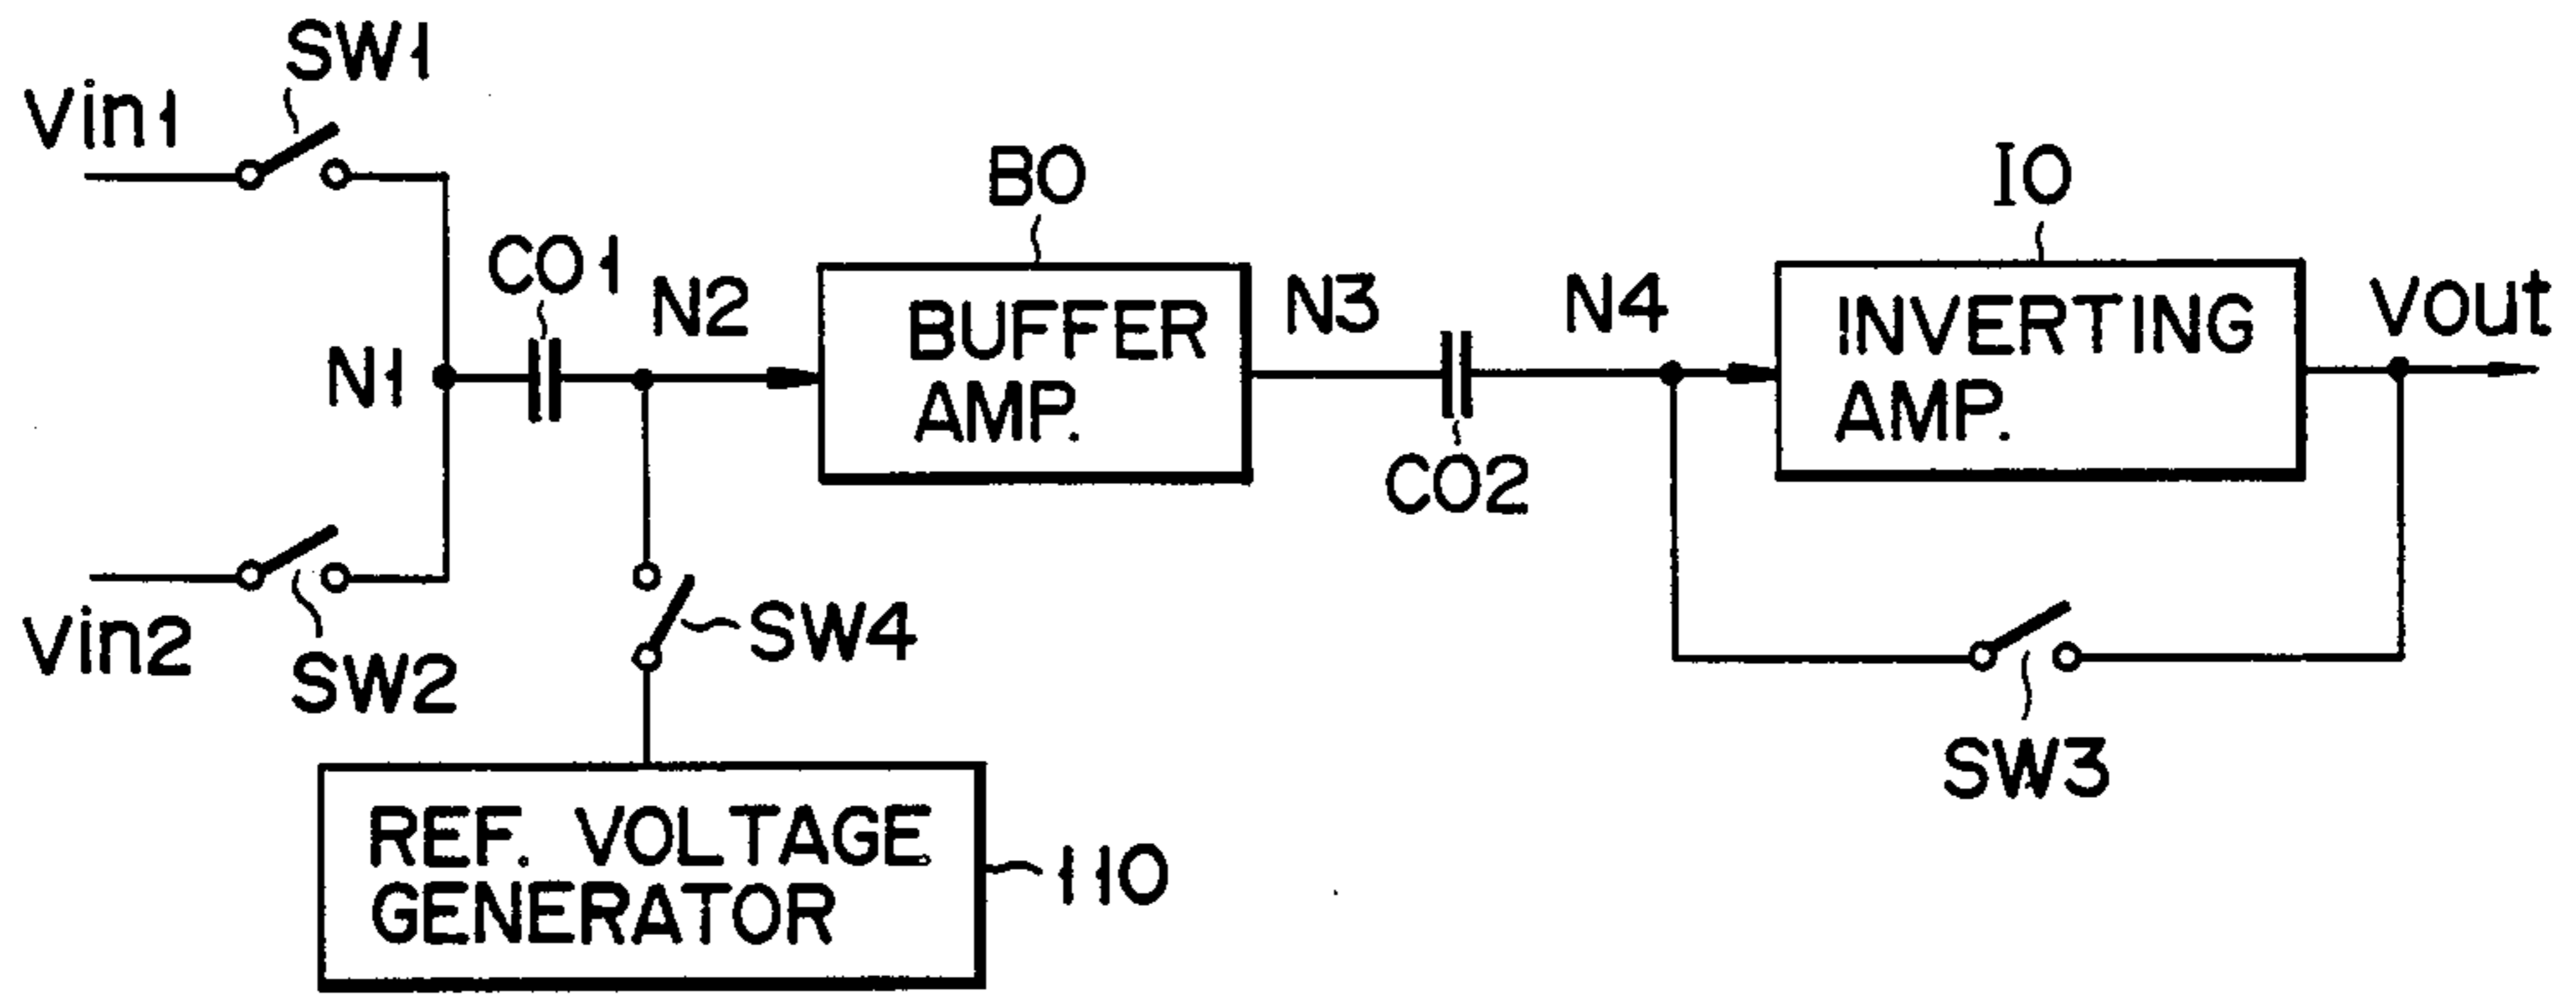 SW1
Vin1
BO
IO
CO1
N2
N3
N4
Vout
BUFFER
AMP.
INVERTING
AMP.
N1
CO2
SW4
Vin2
SW2
SW3
REF. VOLTAGE
GENERATOR
110